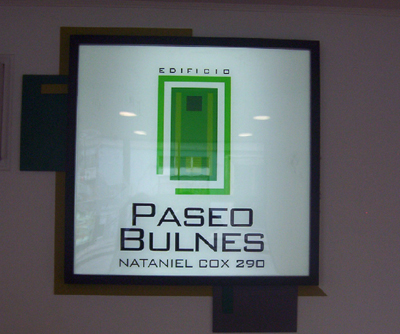 EDIFICIO
PASEO
BULNES
NATANIEL COX 290